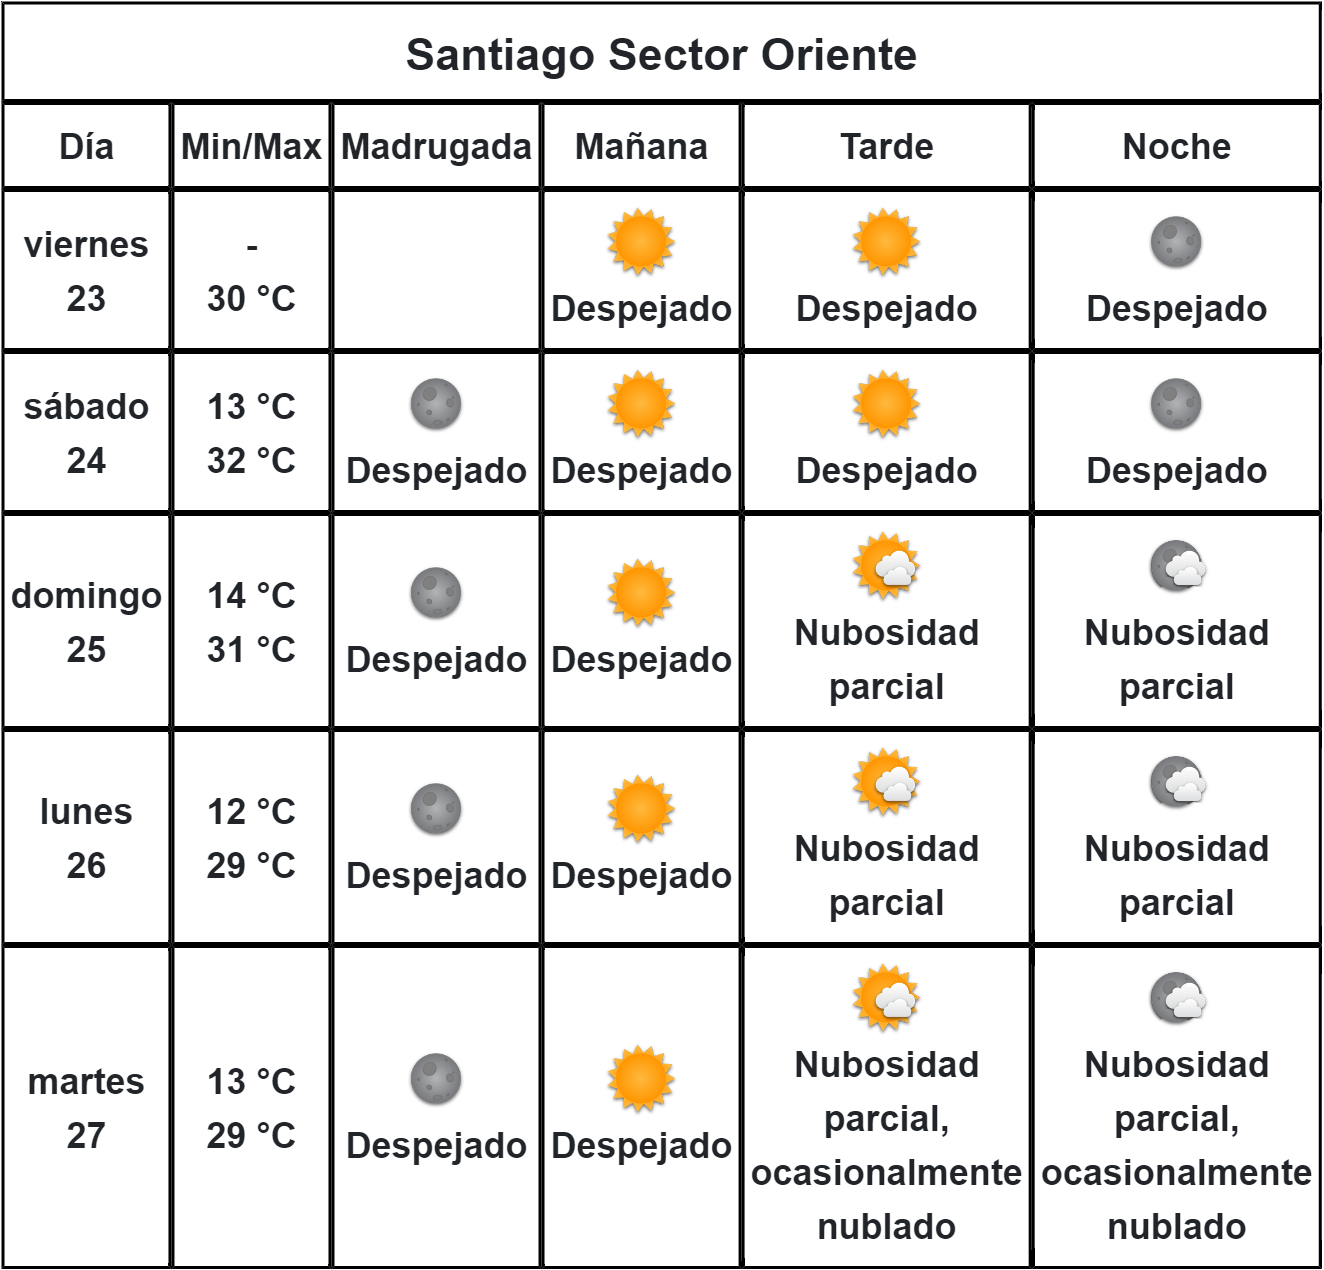 Santiago Sector Oriente
Día Min/Max Madrugada Mañana Tarde Noche
viernes
23
-
30 °C
Despejado
Despejado
Despejado
sábado
24
13 °C
32 °C
Despejado
Despejado
Despejado
Despejado
domingo
25
14 °C
31 °C
Despejado
Despejado
Nubosidad
parcial
Nubosidad
parcial
lunes
26
12 °C
29 °C
Despejado
Despejado
Nubosidad
parcial
Nubosidad
parcial
martes
27
13 °C
29 °C
Despejado
Despejado
Nubosidad
parcial,
ocasionalmente
nublado
Nubosidad
parcial,
ocasionalmente
nublado